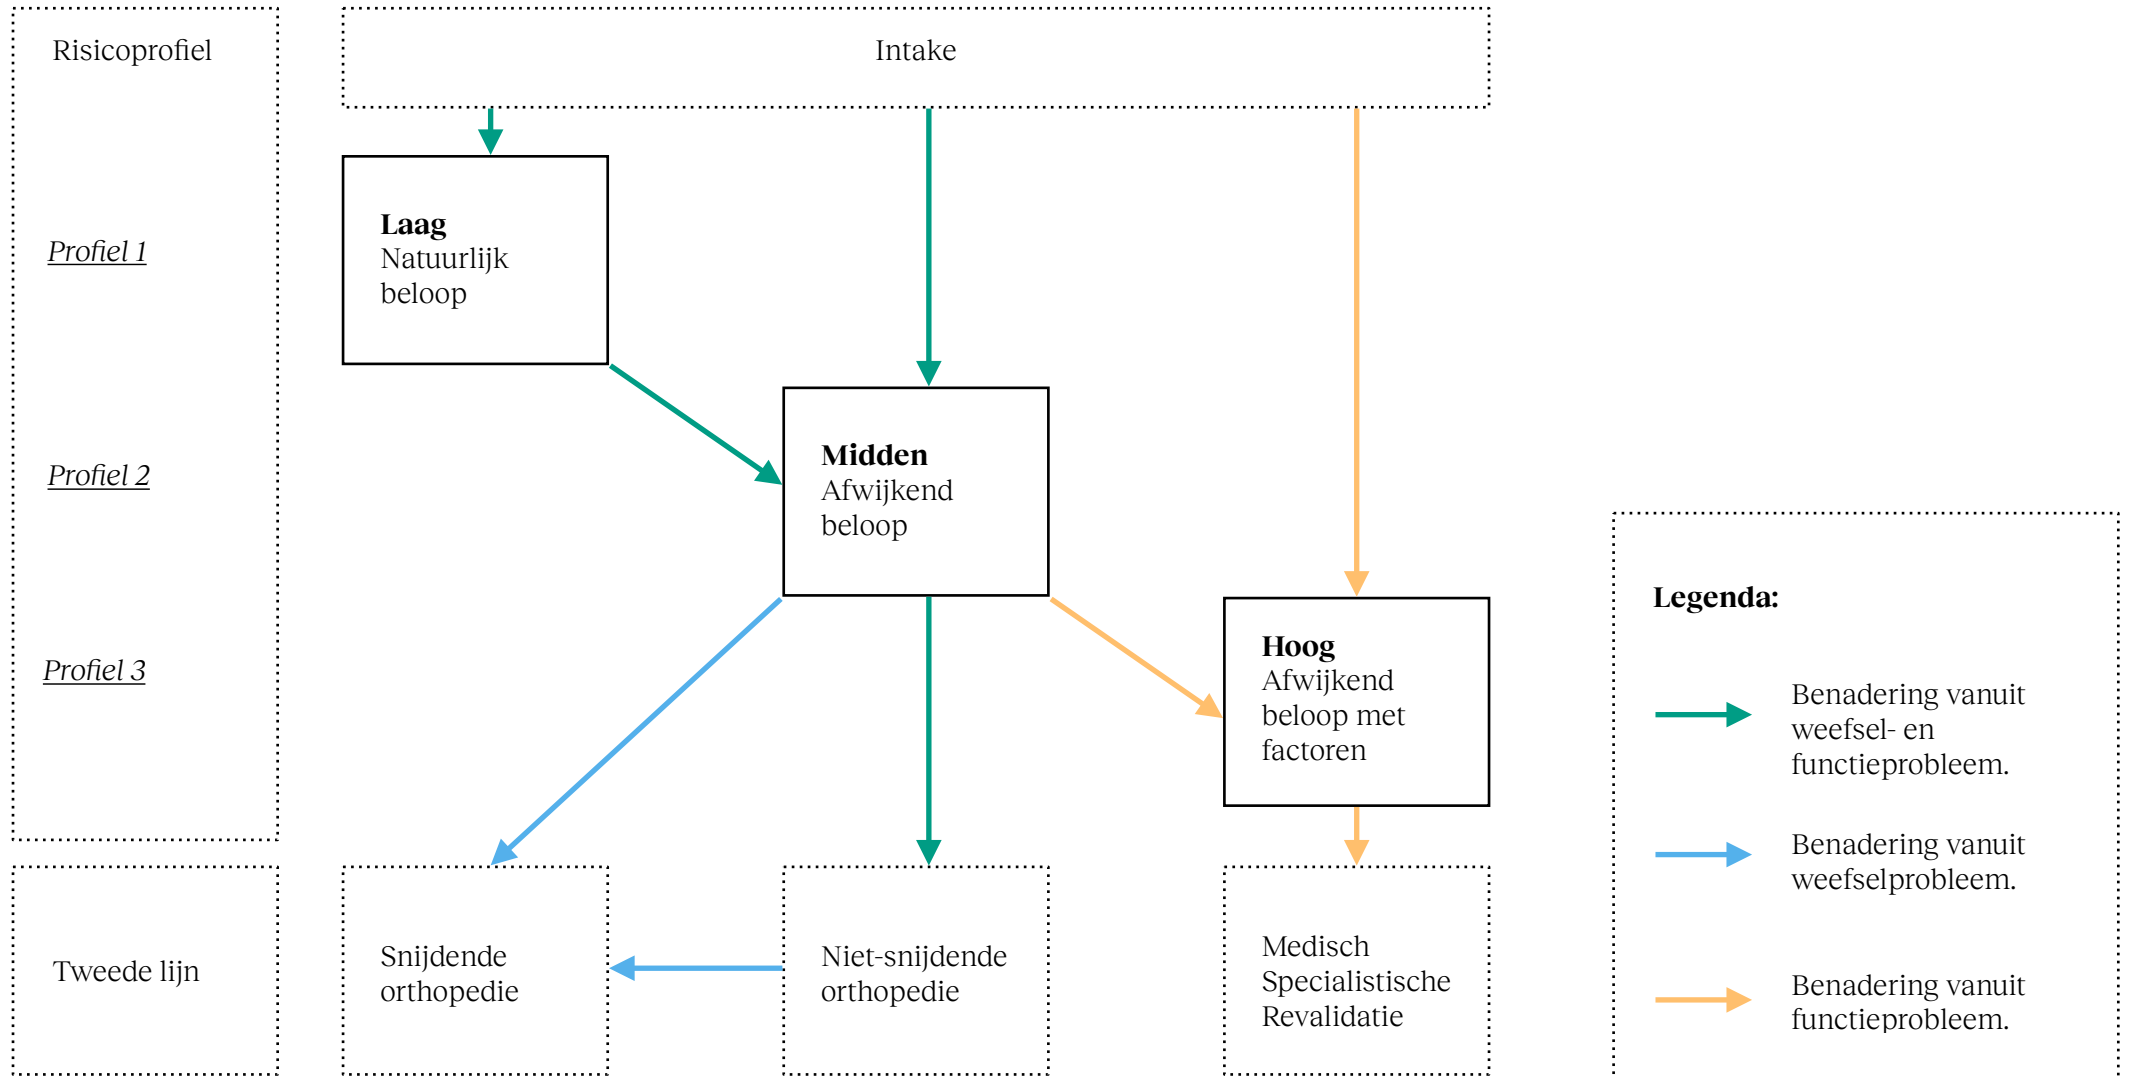 Risicoprofiel
Intake
Profiel 1
Laag
Natuurlijk
beloop
Profiel 2
Midden
Afwijkend
beloop
Profiel 3
Hoog
Afwijkend
beloop met
factoren
Tweede lijn
Snijdende
orthopedie
Niet-snijdende
orthopedie
Medisch
Specialistische
Revalidatie
Legenda:
Benadering vanuit
weefsel- en
functieprobleem.
Benadering vanuit
weefselprobleem.
Benadering vanuit
functieprobleem.